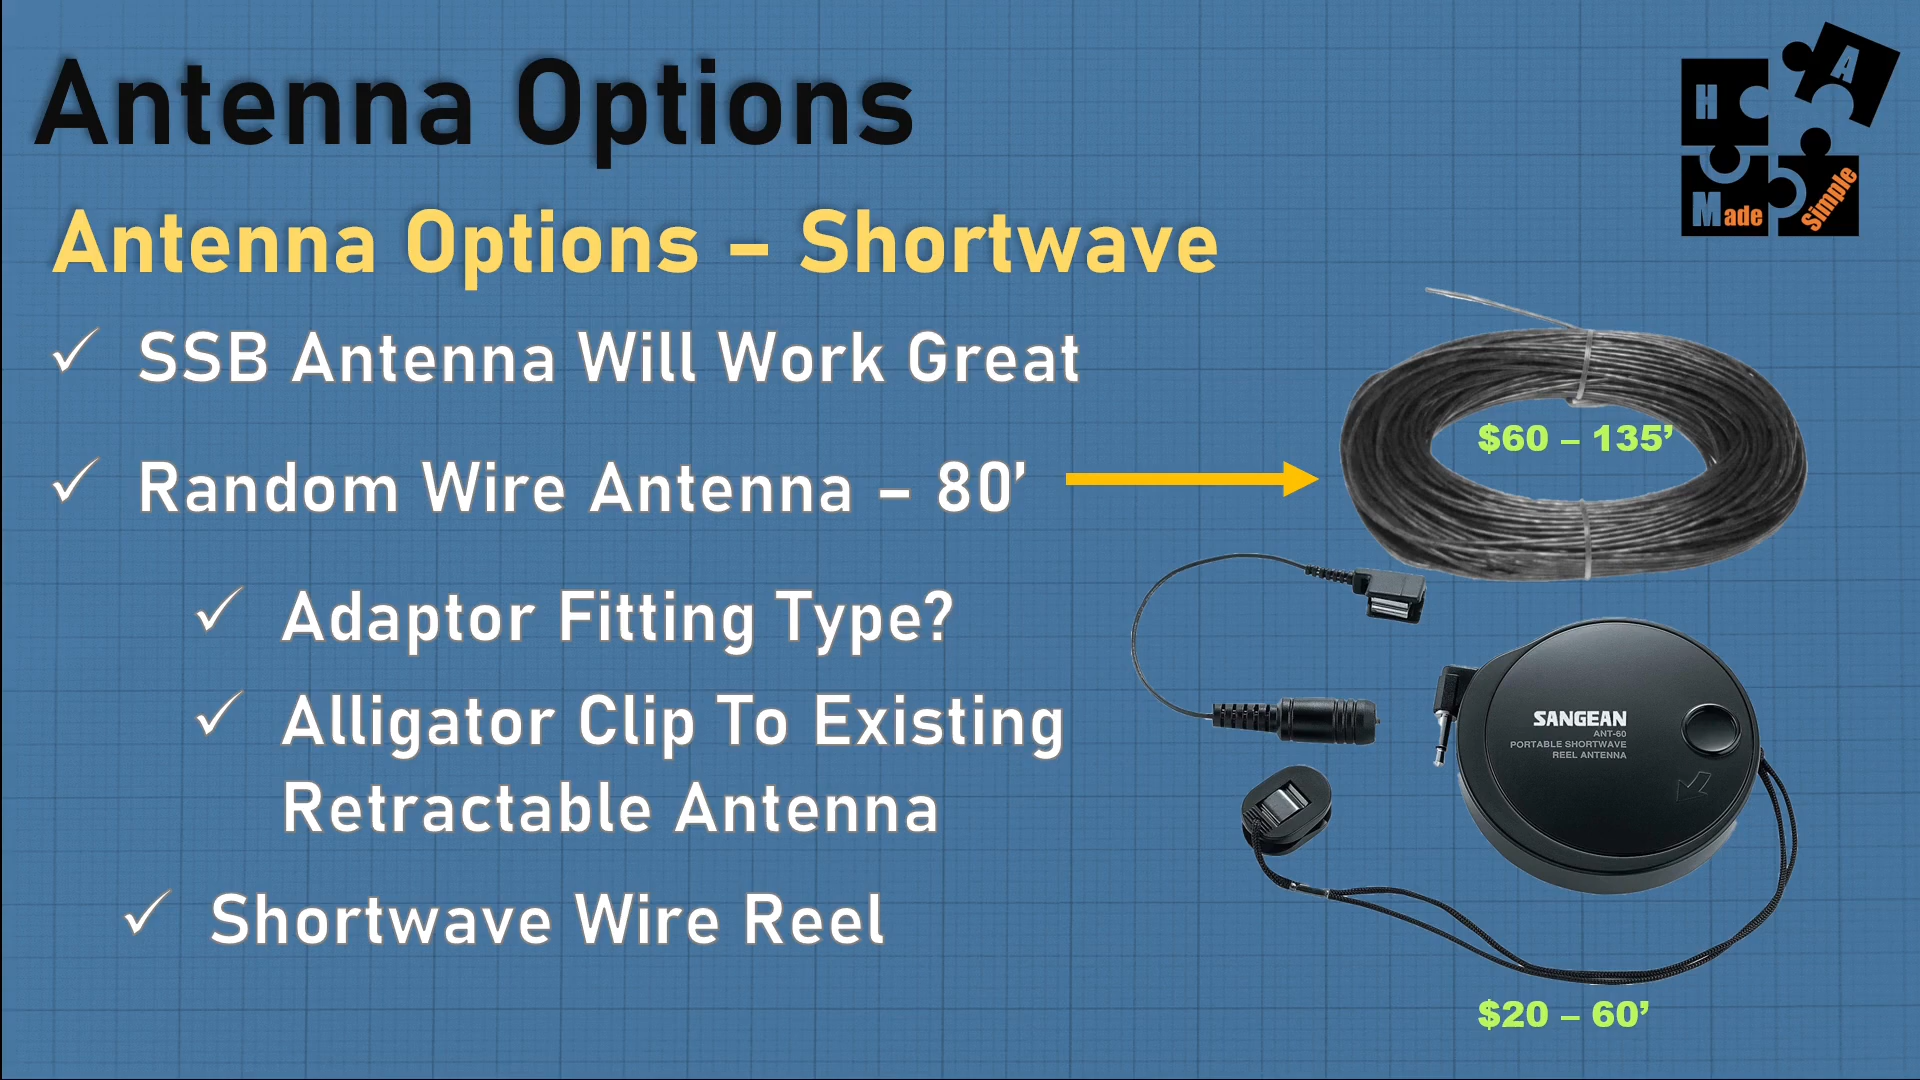 Antenna Options
H
A
Made
Simple
Antenna Options – Shortwave
SSB Antenna Will Work Great
Random Wire Antenna – 80’
$60 – 135’
Adaptor Fitting Type?
Alligator Clip To Existing
Retractable Antenna
Shortwave Wire Reel
SANGEAN
ANT-60
PORTABLE SHORTWAVE
REEL ANTENNA
$20 – 60’